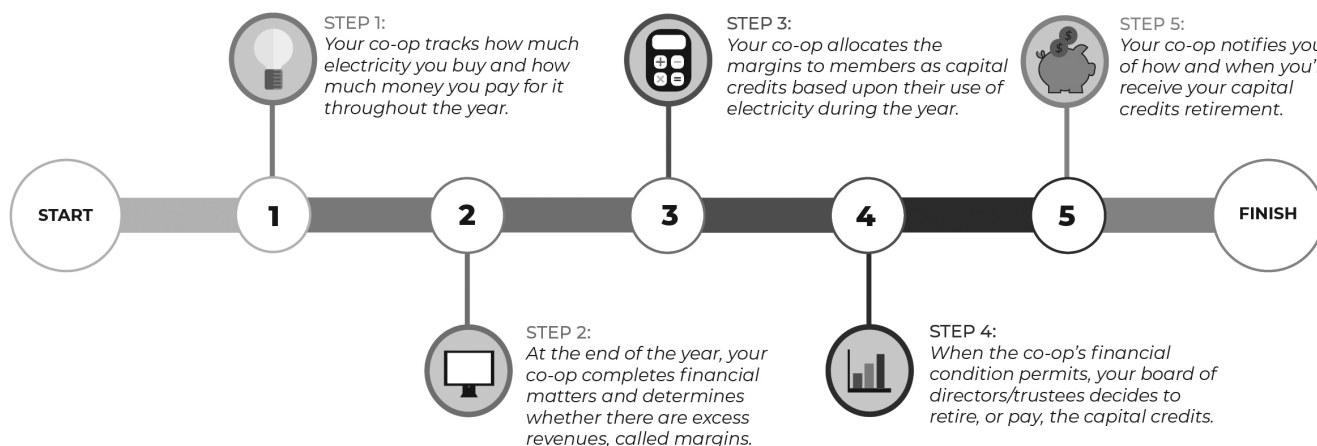 STEP 1:
Your co-op tracks how much
electricity you buy and how
much money you pay for it
throughout the year.
STEP 3:
Your co-op allocates the
margins to members as capital
credits based upon their use of
electricity during the year.
STEP 5:
Your co-op notifies you
of how and when you'
receive your capital
credits retirement.
START
1
2
3
4
5
FINISH
STEP 2:
At the end of the year, your
co-op completes financial
matters and determines
whether there are excess
revenues, called margins.
STEP 4:
When the co-op's financial
condition permits, your board of
directors/trustees decides to
retire, or pay, the capital credits.